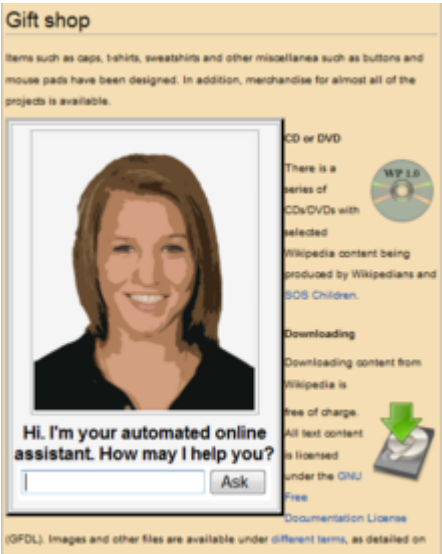 Gift shop
Items such as caps, t-shirts, sweatshirts and other miscellanea such as buttons and
mouse pads have been designed. In addition, merchandise for almost all of the
projects is available.
CD or DVD
There is a
series of
CDs/DVDs with
selected
Wikipedia content being
produced by Wikipedians and
SOS Children.
WP 1.0
Downloading
Downloading content from
Wikipedia is
free of charge.
All text content
is licensed
under the GNU
Free
Documentation License
(GFDL). Images and other files are available under different terms, as detailed on
Hi. I'm your automated online
assistant. How may I help you?
Ask